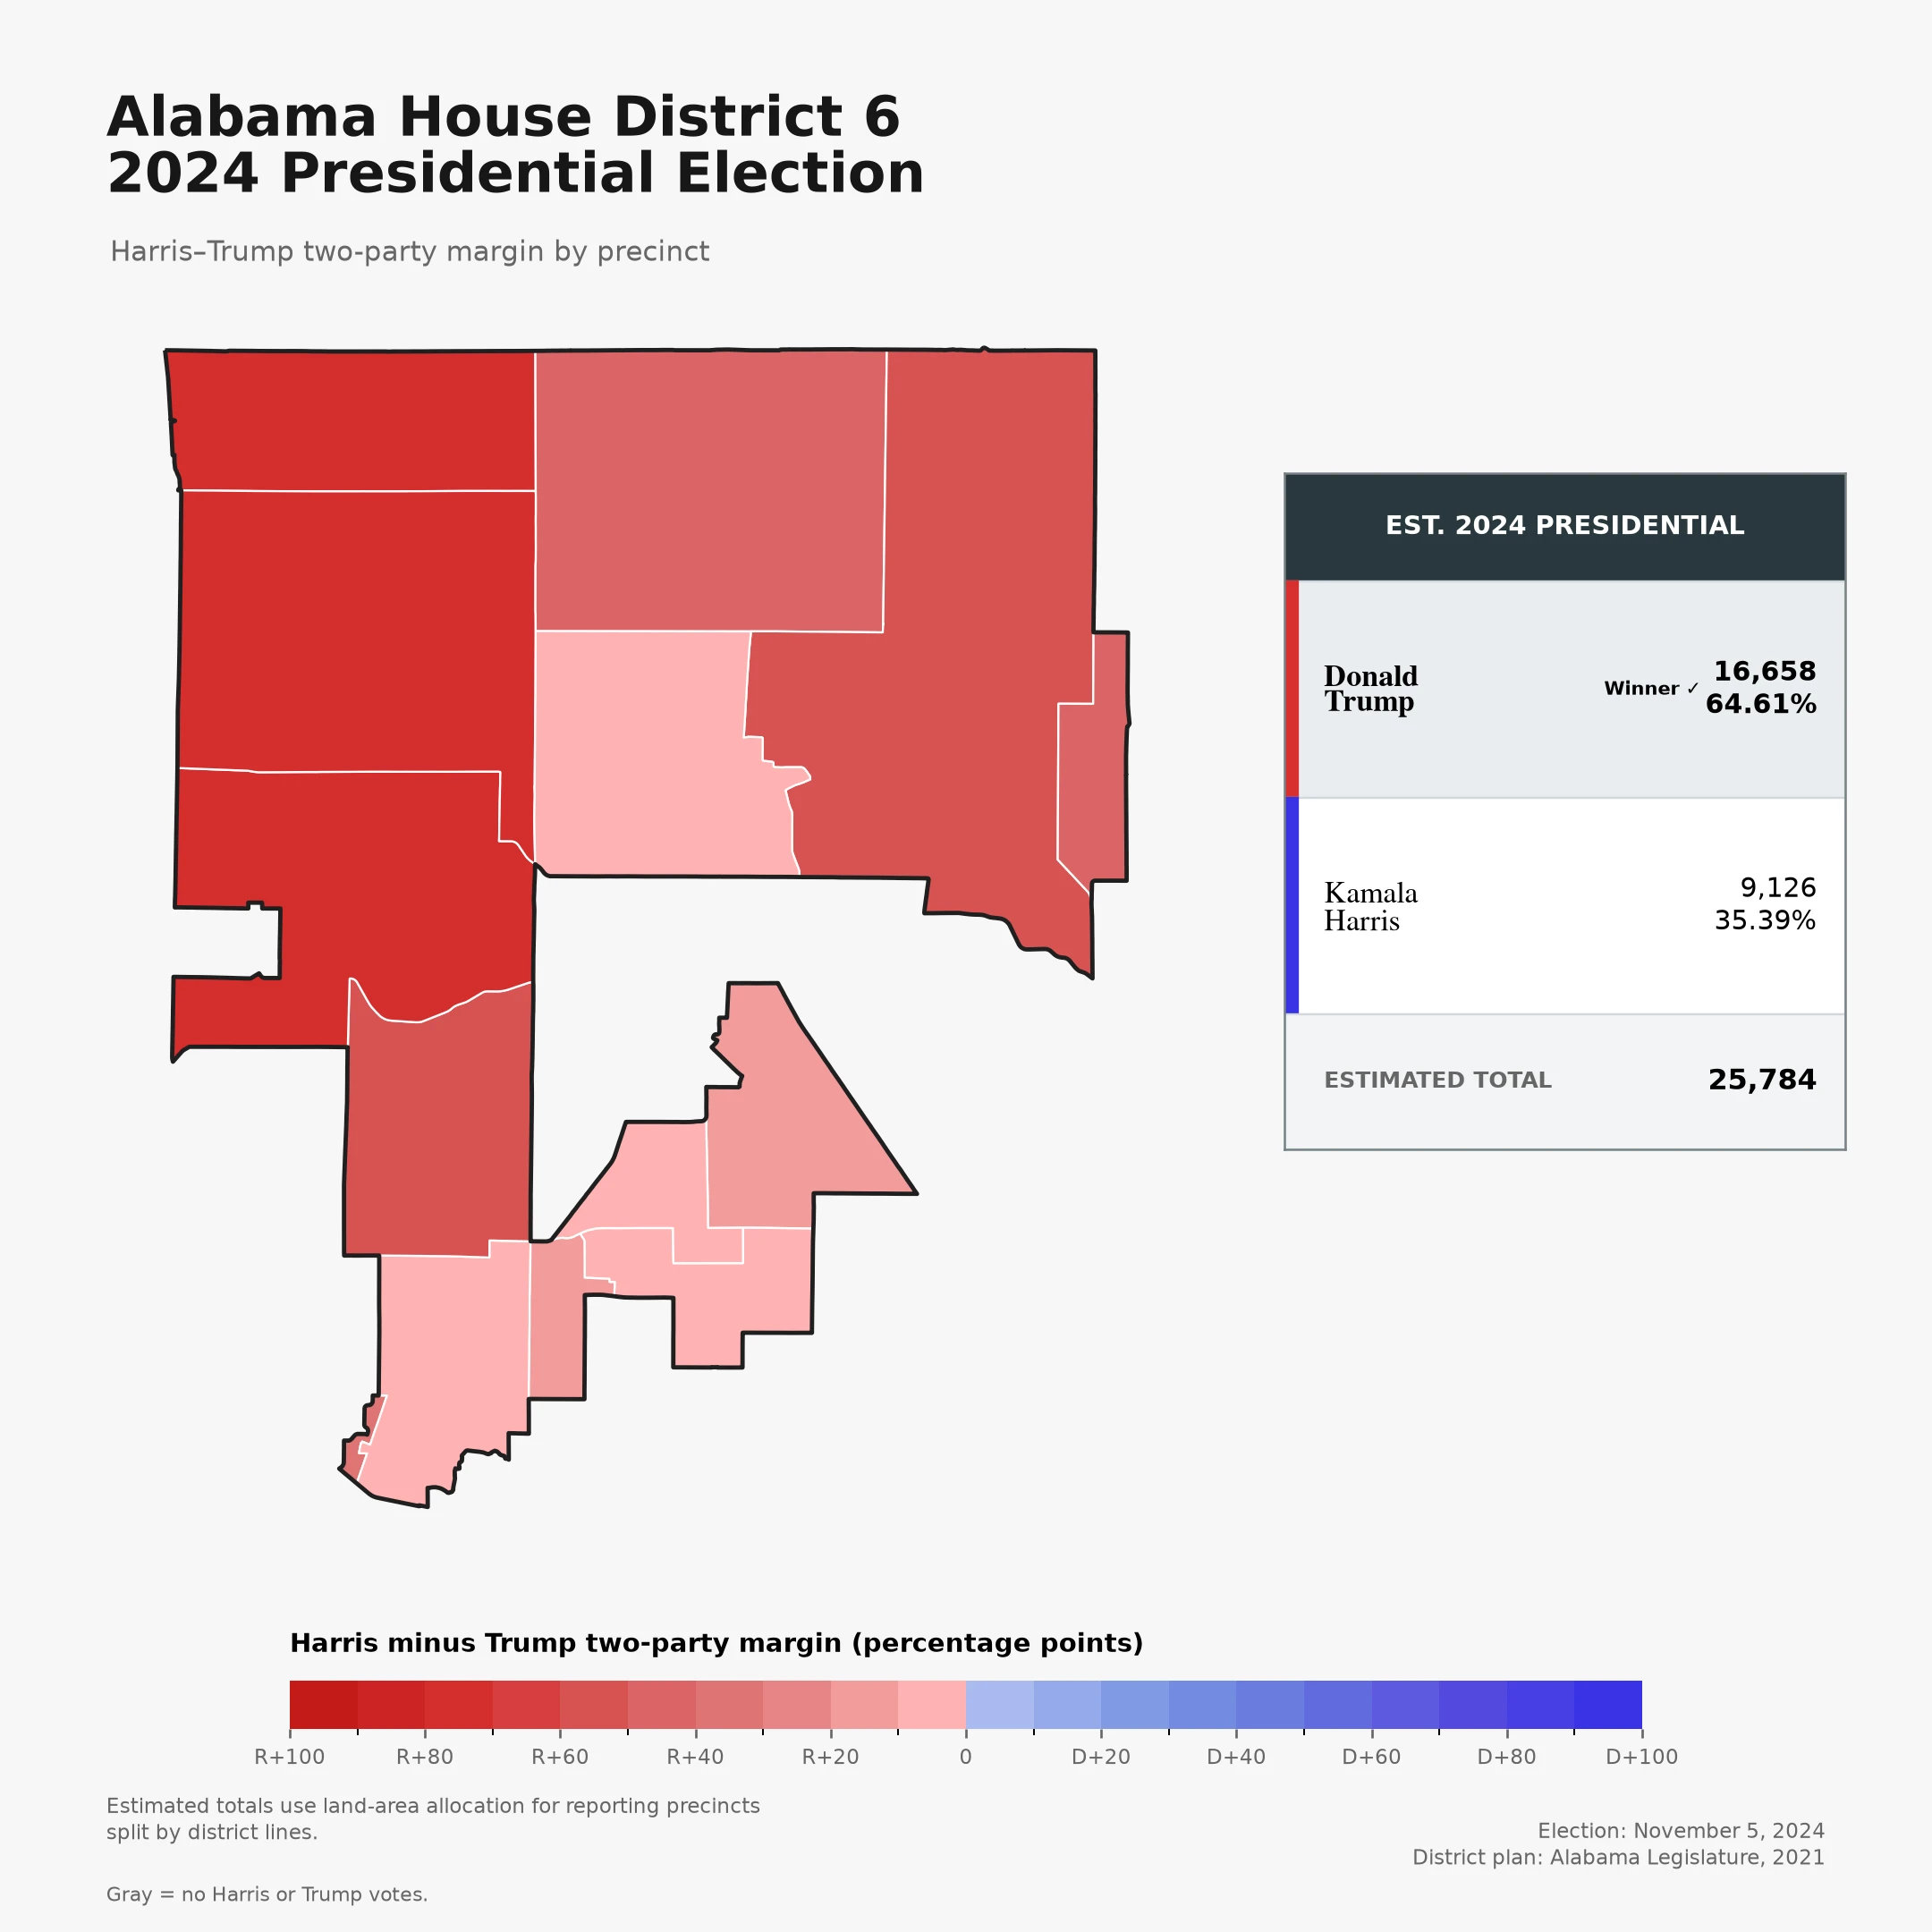 Alabama House District 6
2024 Presidential Election
Harris–Trump two-party margin by precinct
EST. 2024 PRESIDENTIAL
Donald
Trump
Winner ✓
16,658
64.61%
Kamala
Harris
9,126
35.39%
ESTIMATED TOTAL
25,784
Harris minus Trump two-party margin (percentage points)
R+100 R+80 R+60 R+40 R+20 0 D+20 D+40 D+60 D+80 D+100
Estimated totals use land-area allocation for reporting precincts
split by district lines.
Gray = no Harris or Trump votes.
Election: November 5, 2024
District plan: Alabama Legislature, 2021